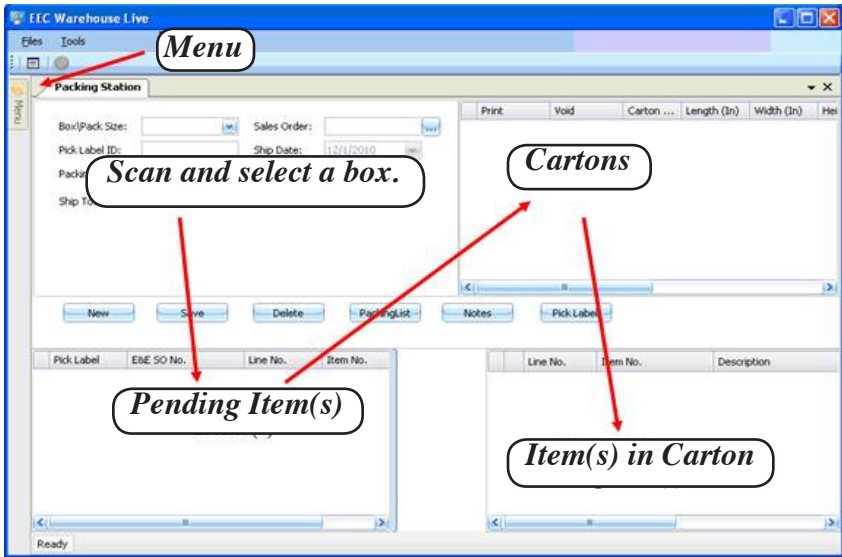 EEC Warehouse Live
Files Tools
Menu
Menu
Packing Station
Box\Pack Size:
Sales Order:
Pick Label ID:
Ship Date:
12/1/2010
Scan and select a box.
Print Void Carton ... Length (In) Width (In) Hei
Cartons
New Save Delete PackingList Notes Pick Label
Pick Label E&E SO No. Line No. Item No.
Pending Item(s)
Line No. Item No. Description
Item(s) in Carton
Ready